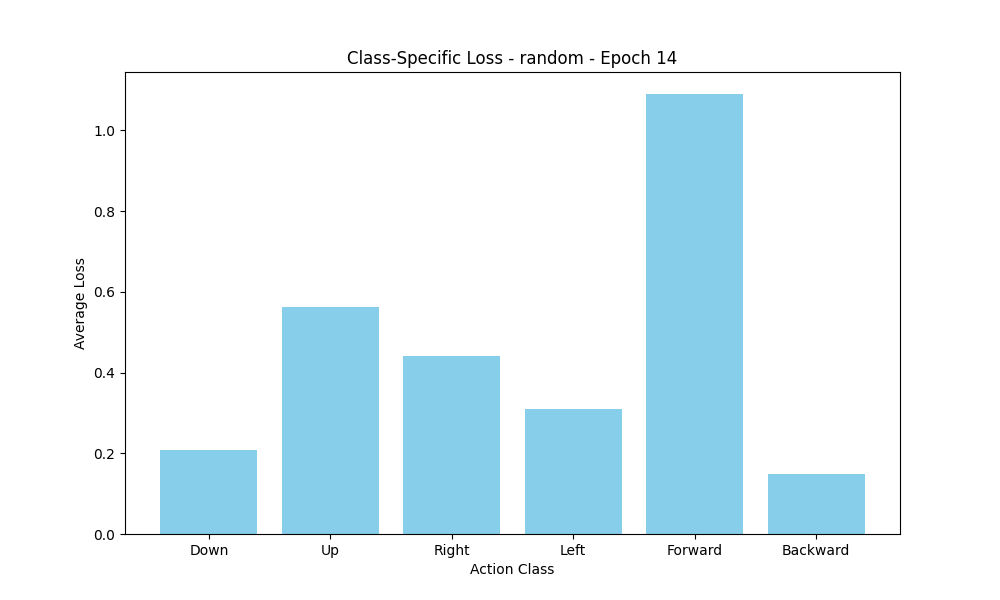 Class-Specific Loss - random - Epoch 14
Average Loss
1.0
0.8
0.6
0.4
0.2
0.0
Down Up Right Left Forward Backward
Action Class